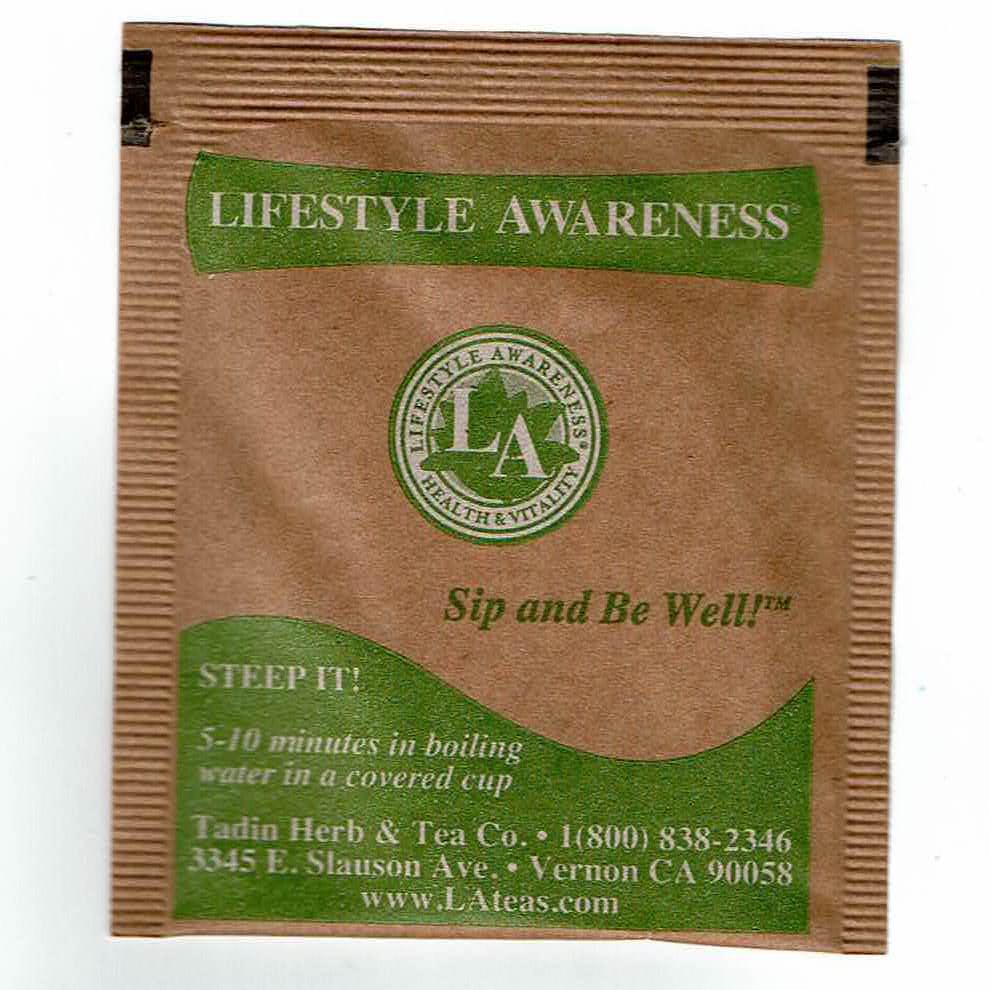 LIFESTYLE AWARENESS®
LIFESTYLE AWARENESS®
LA
HEALTH & VITALITY
Sip and Be Well!™
STEEP IT!
5-10 minutes in boiling
water in a covered cup
Tadin Herb & Tea Co. • 1(800) 838-2346
3345 E. Slauson Ave. • Vernon CA 90058
www.LAteas.com